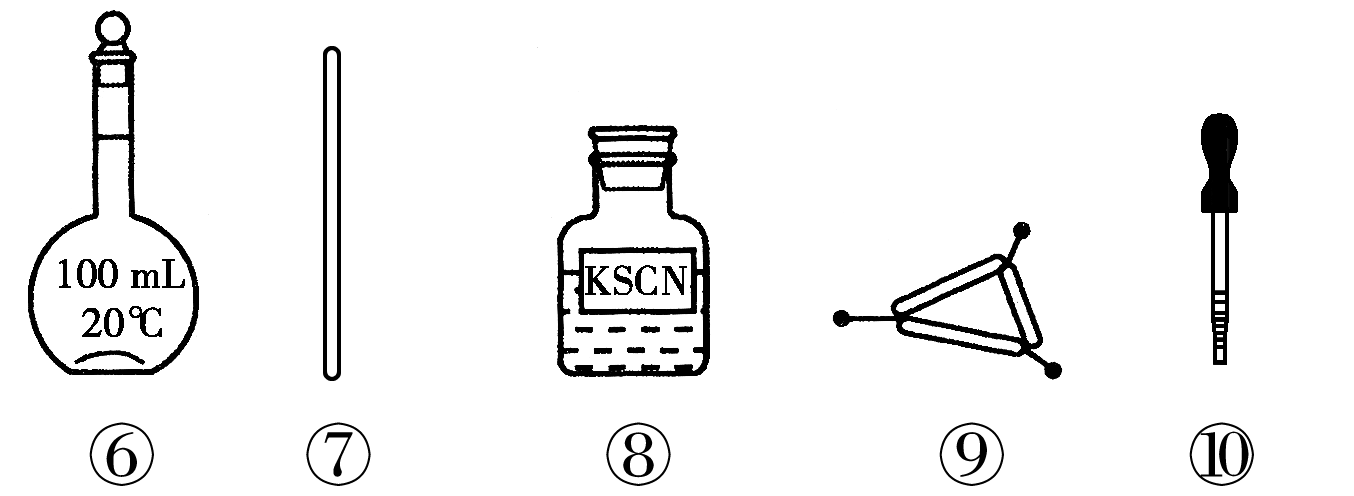 100 mL
20℃
KSCN
⑥ ⑦ ⑧ ⑨ ⑩